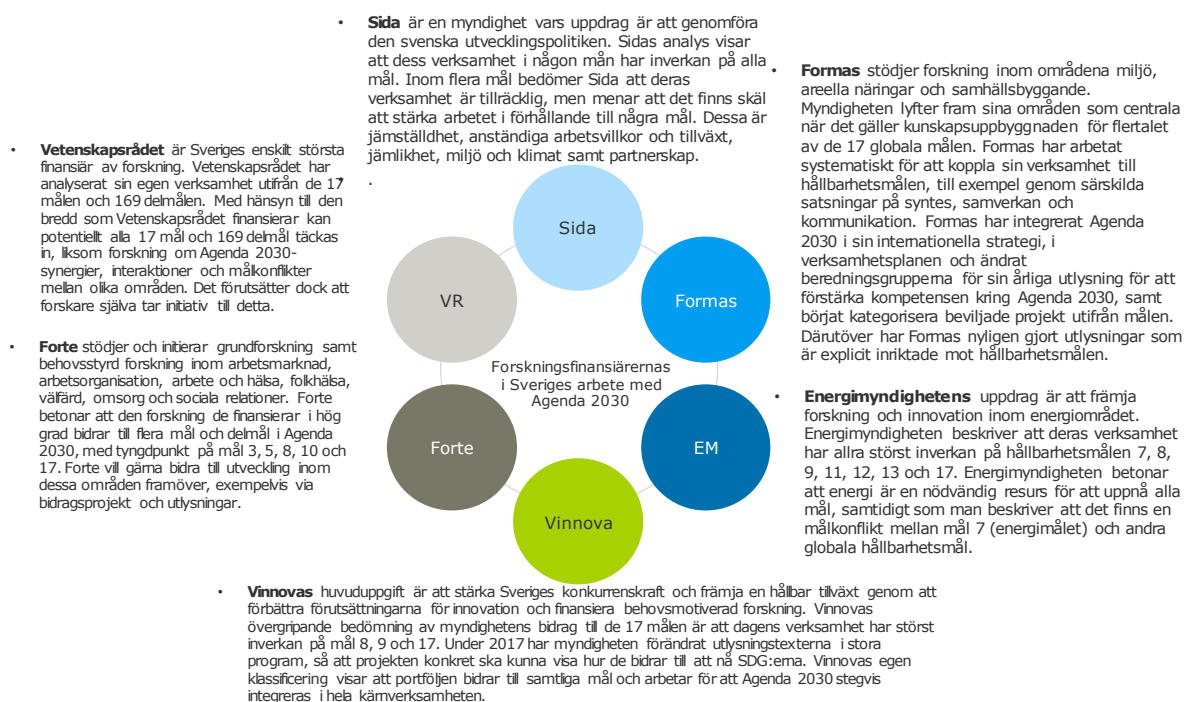 • Sida är en myndighet vars uppdrag är att genomföra
den svenska utvecklingspolitiken. Sidas analys visar
att dess verksamhet i någon mån har inverkan på alla
mål. Inom flera mål bedömer Sida att deras
verksamhet är tillräcklig, men menar att det finns skäl
att stärka arbetet i förhållande till några mål. Dessa är
jämställdhet, anständiga arbetsvillkor och tillväxt,
jämlikhet, miljö och klimat samt partnerskap.
• .
• Formas stödjer forskning inom områdena miljö,
areella näringar och samhällsbyggande.
Myndigheten lyfter fram sina områden som centrala
när det gäller kunskapsuppbyggnaden för flertalet
av de 17 globala målen. Formas har arbetat
systematiskt för att koppla sin verksamhet till
hållbarhetsmålen, till exempel genom särskilda
satsningar på syntes, samverkan och
kommunikation. Formas har integrerat Agenda
2030 i sin internationella strategi, i
verksamhetsplanen och ändrat
beredningsgrupperna för sin årliga utlysning för att
förstärka kompetensen kring Agenda 2030, samt
börjat kategorisera beviljade projekt utifrån målen.
Därutöver har Formas nyligen gjort utlysningar som
är explicit inriktade mot hållbarhetsmålen.
• Vetenskapsrådet är Sveriges enskilt största
finansiär av forskning. Vetenskapsrådet har
analyserat sin egen verksamhet utifrån de 17
målen och 169 delmålen. Med hänsyn till den
bredd som Vetenskapsrådet finansierar kan
potentiellt alla 17 mål och 169 delmål täckas
in, liksom forskning om Agenda 2030-
synergier, interaktioner och målkonflikter
mellan olika områden. Det förutsätter dock att
forskare själva tar initiativ till detta.
• Forte stödjer och initierar grundforskning samt
behovsstyrd forskning inom arbetsmarknad,
arbetsorganisation, arbete och hälsa, folkhälsa,
välfärd, omsorg och sociala relationer. Forte
betonar att den forskning de finansierar i hög
grad bidrar till flera mål och delmål i Agenda
2030, med tyngdpunkt på mål 3, 5, 8, 10 och
17. Forte vill gärna bidra till utveckling inom
dessa områden framöver, exempelvis via
bidragsprojekt och utlysningar.
Sida
VR
Formas
Forskningsfinansiärernas
i Sveriges arbete med
Agenda 2030
Forte
EM
Vinnova
• Energimyndighetens uppdrag är att främja
forskning och innovation inom energiområdet.
Energimyndigheten beskriver att deras verksamhet
har allra störst inverkan på hållbarhetsmålen 7, 8,
9, 11, 12, 13 och 17. Energimyndigheten betonar
att energi är en nödvändig resurs för att uppnå alla
mål, samtidigt som man beskriver att det finns en
målkonflikt mellan mål 7 (energimålet) och andra
globala hållbarhetsmål.
• Vinnovas huvuduppgift är att stärka Sveriges konkurrenskraft och främja en hållbar tillväxt genom att
förbättra förutsättningarna för innovation och finansiera behovsmotiverad forskning. Vinnovas
övergripande bedömning av myndighetens bidrag till de 17 målen är att dagens verksamhet har störst
inverkan på mål 8, 9 och 17. Under 2017 har myndigheten förändrat utlysningstexterna i stora
program, så att projekten konkret ska kunna visa hur de bidrar till att nå SDG:erna. Vinnovas egen
klassificering visar att portföljen bidrar till samtliga mål och arbetar för att Agenda 2030 stegvis
integreras i hela kärnverksamheten.